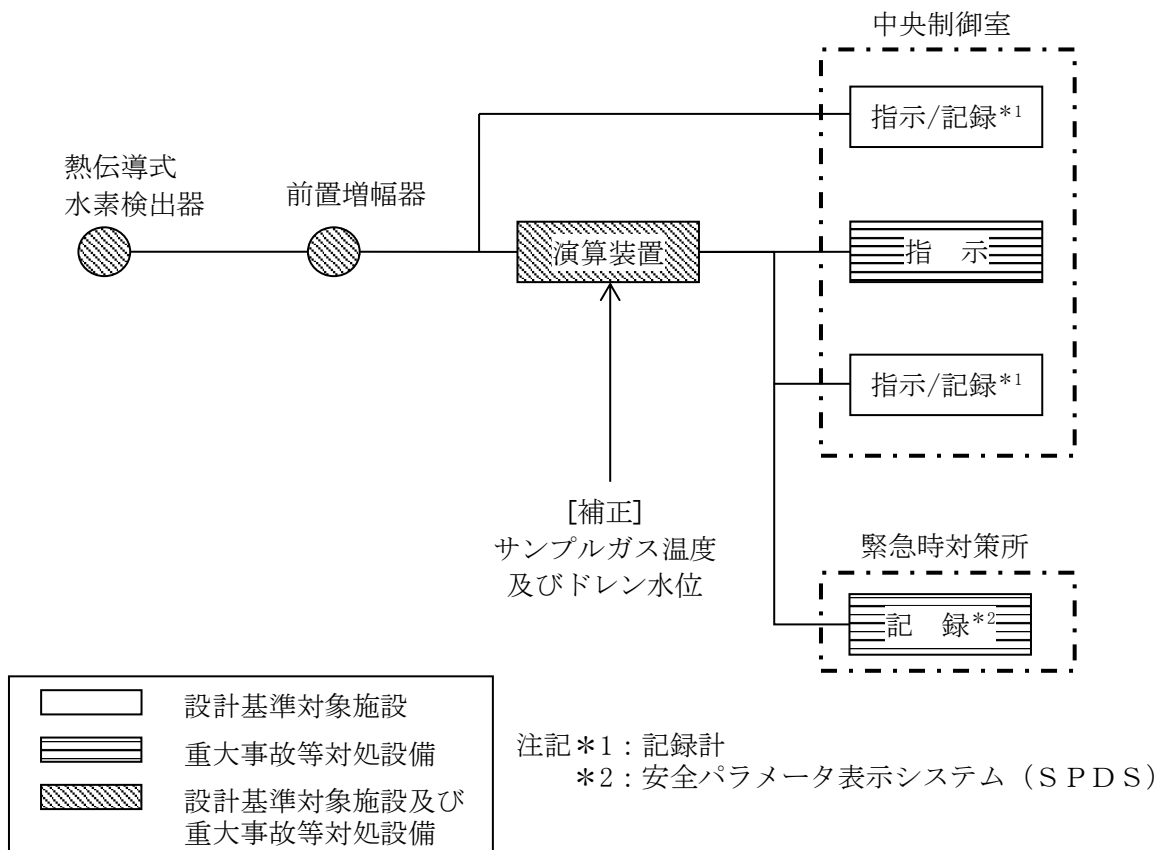 中央制御室
指示/記録*1
熱伝導式
水素検出器
前置増幅器
演算装置
指　示
指示/記録*1
[補正]
サンプルガス温度
及びドレン水位
緊急時対策所
記　録*2
設計基準対象施設
重大事故等対処設備
設計基準対象施設及び
重大事故等対処設備
注記＊1：記録計
＊2：安全パラメータ表示システム（ＳＰＤＳ）